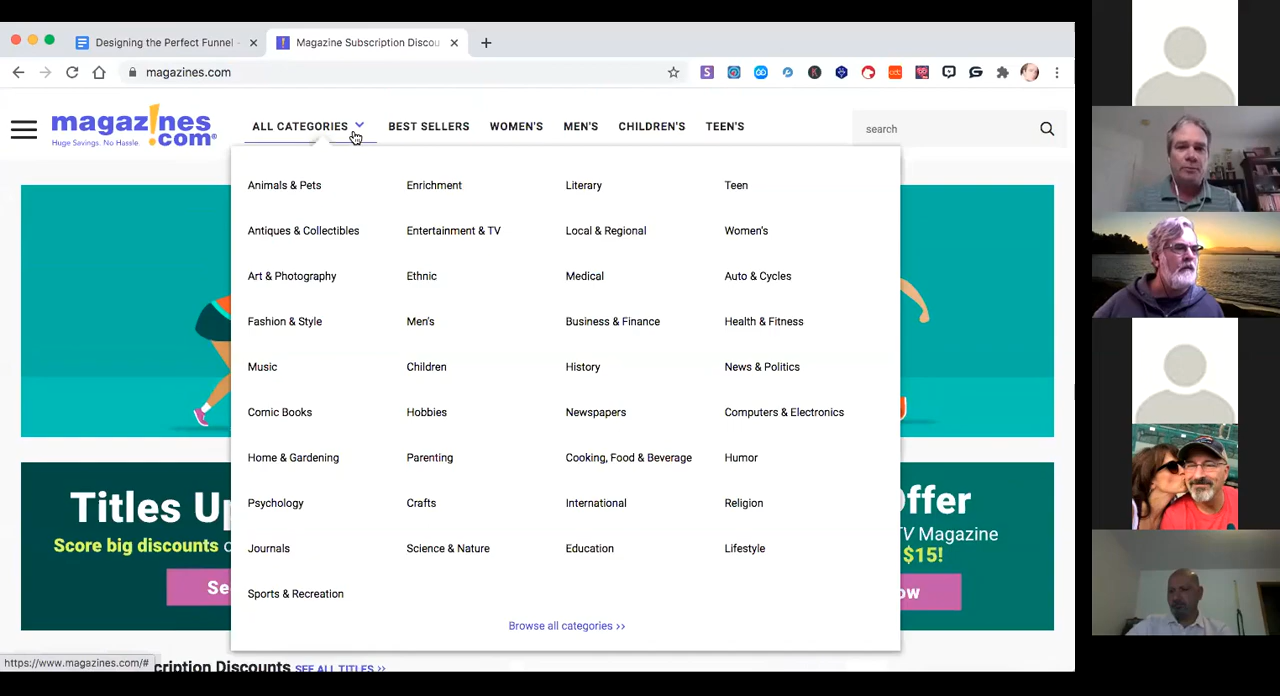 Designing the Perfect Funnel
Magazine Subscription Discou
magazines.com
magaz!nes
.com®
Huge Savings. No Hassle
ALL CATEGORIES
BEST SELLERS
WOMEN'S
MEN'S
CHILDREN'S
TEEN'S
search
Animals & Pets
Enrichment
Literary
Teen
Antiques & Collectibles
Entertainment & TV
Local & Regional
Women's
Art & Photography
Ethnic
Medical
Auto & Cycles
Fashion & Style
Men's
Business & Finance
Health & Fitness
Music
Children
History
News & Politics
Comic Books
Hobbies
Newspapers
Computers & Electronics
Home & Gardening
Parenting
Cooking, Food & Beverage
Humor
Psychology
Crafts
International
Religion
Journals
Science & Nature
Education
Lifestyle
Sports & Recreation
Browse all categories >>
Titles U
Score big discounts
Se
Offer
TV Magazine
$15!
ow
https://www.magazines.com/#
cription Discounts
SEE ALL TITLES >>